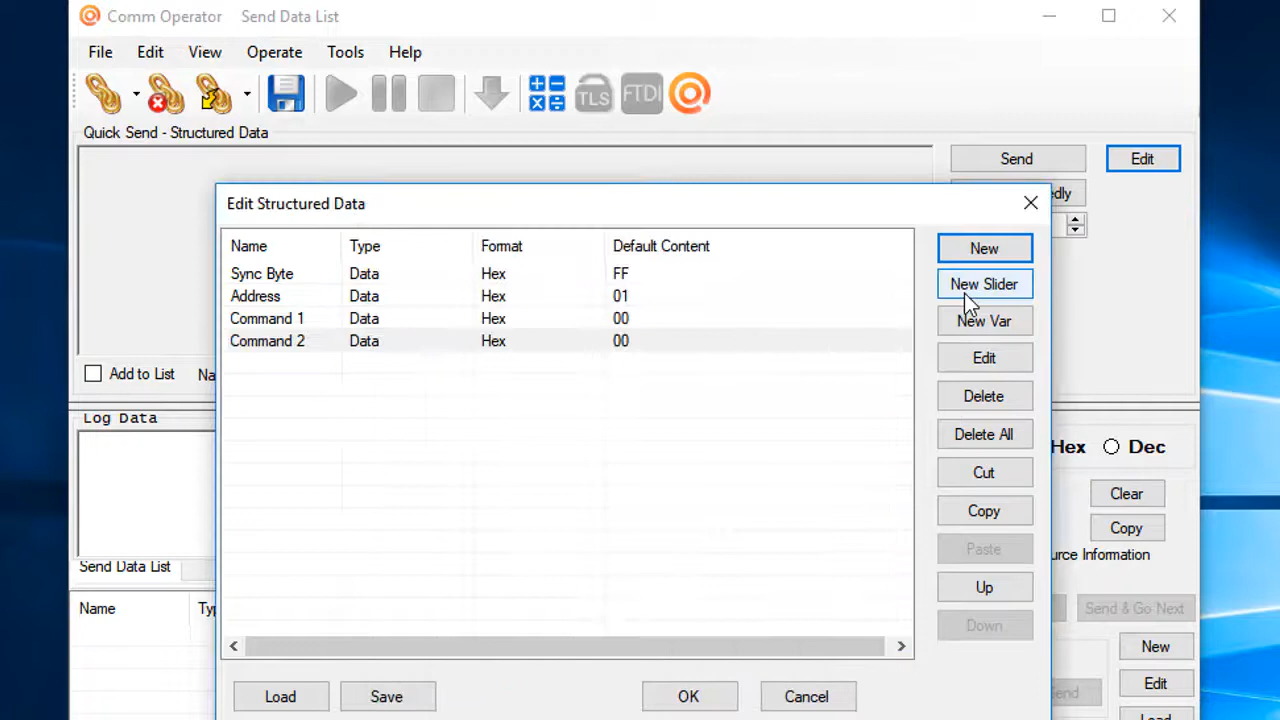 Comm Operator Send Data List
File Edit View Operate Tools Help
TLS FTDI
Quick Send - Structured Data
Send Edit
Edit Structured Data
Name Type Format Default Content
Sync Byte Data Hex FF
Address Data Hex 01
Command 1 Data Hex 00
Command 2 Data Hex 00
New
New Slider
New Var
Edit
Delete
Delete All
Cut
Copy
Paste
Up
Down
Load Save OK Cancel
Add to List
Log Data
Hex Dec
Clear
Copy
Information
Send Data List
Name
Send & Go Next
New
Edit
Load